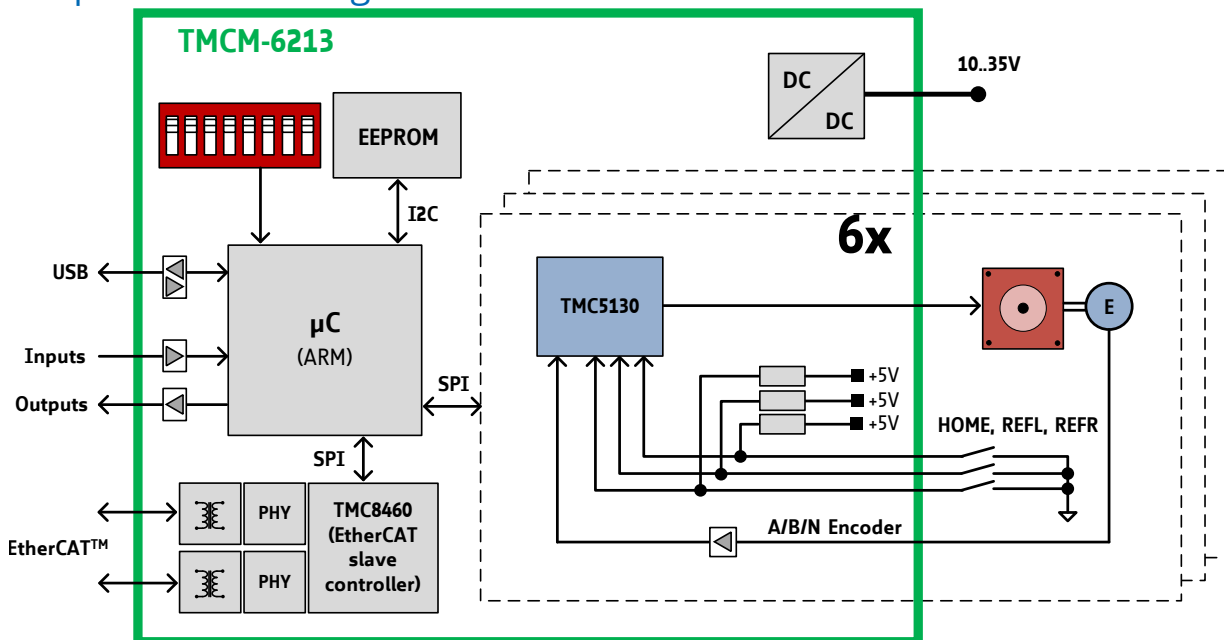 TMCM-6213
10..35V
DC
DC
EEPROM
I2C
6x
USB
µC
(ARM)
TMC5130
E
Inputs
SPI
+5V
+5V
+5V
Outputs
HOME, REFL, REFR
SPI
A/B/N Encoder
PHY
TMC8460
(EtherCAT
slave
controller)
EtherCAT™
PHY